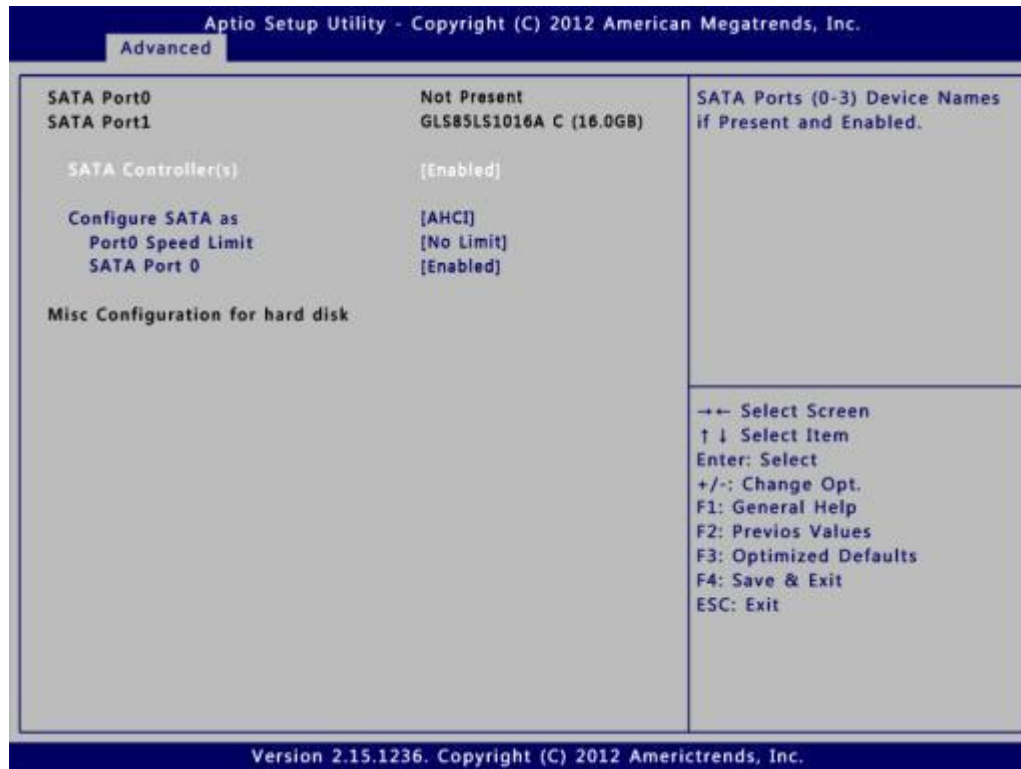 Aptio Setup Utility - Copyright (C) 2012 American Megatrends, Inc.
Advanced
SATA Port0 Not Present
SATA Port1 GLS85LS1016A C (16.0GB)
SATA Controller(s) [Enabled]
Configure SATA as [AHCI]
Port0 Speed Limit [No Limit]
SATA Port 0 [Enabled]
Misc Configuration for hard disk
SATA Ports (0-3) Device Names
if Present and Enabled.
→← Select Screen
↑↓ Select Item
Enter: Select
+/-: Change Opt.
F1: General Help
F2: Previos Values
F3: Optimized Defaults
F4: Save & Exit
ESC: Exit
Version 2.15.1236. Copyright (C) 2012 Americtrends, Inc.